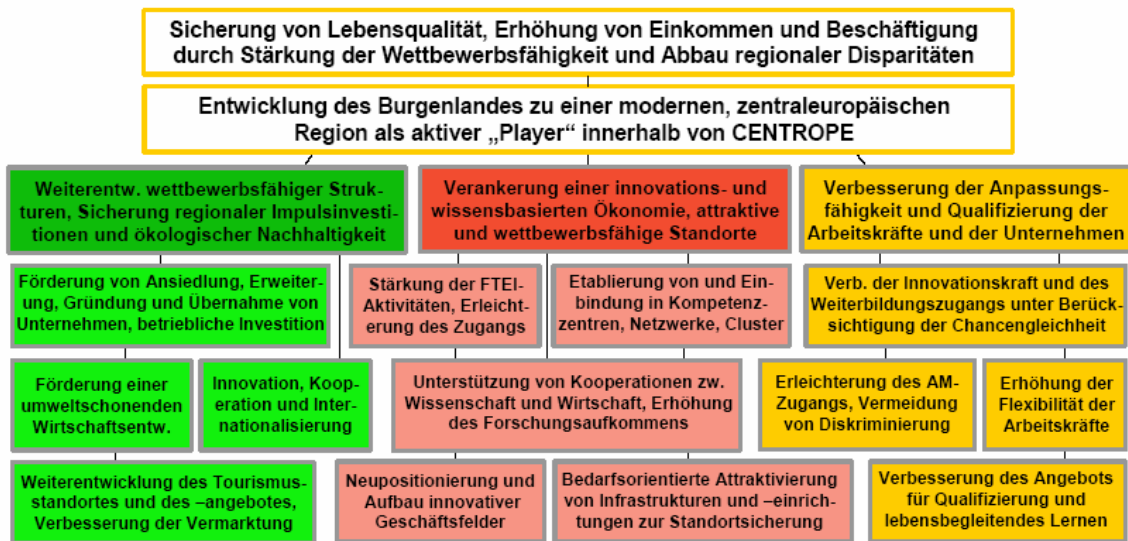 Sicherung von Lebensqualität, Erhöhung von Einkommen und Beschäftigung
durch Stärkung der Wettbewerbsfähigkeit und Abbau regionaler Disparitäten
Entwicklung des Burgenlandes zu einer modernen, zentraleuropäischen
Region als aktiver „Player“ innerhalb von CENTROPE
Weiterentw. wettbewerbsfähiger Struk-
turen, Sicherung regionaler Impulsinvesti-
itionen und ökologischer Nachhaltigkeit
Verankerung einer innovations- und
wissensbasierten Ökonomie, attraktive
und wettbewerbsfähige Standorte
Verbesserung der Anpassungs-
fähigkeit und Qualifizierung der
Arbeitskräfte und der Unternehmen
Förderung von Ansiedlung, Erweiter-
ung, Gründung und Übernahme von
Unternehmen, betriebliche Investition
Stärkung der FTEI-
Aktivitäten, Erleicht-
erung des Zugangs
Etablierung von und Ein-
bindung in Kompetenz-
zentren, Netzwerke, Cluster
Verb. der Innovationskraft und des
Weiterbildungszugangs unter Berück-
sichtigung der Chancengleichheit
Förderung einer
umweltschonenden
Wirtschaftsentw.
Innovation, Koop-
eration und Inter-
nationalisierung
Unterstützung von Kooperationen zw.
Wissenschaft und Wirtschaft, Erhöhung
des Forschungsaufkommens
Erleichterung des AM-
Zugangs, Vermeidung
von Diskriminierung
Erhöhung der
Flexibilität der
Arbeitskräfte
Weiterentwicklung des Tourismus-
standortes und des –angebotes,
Verbesserung der Vermarktung
Neupositionierung und
Aufbau innovativer
Geschäftsfelder
Bedarfsorientierte Attraktivierung
von Infrastrukturen und –einrich-
tungen zur Standortsicherung
Verbesserung des Angebots
für Qualifizierung und
lebensbegleitendes Lernen